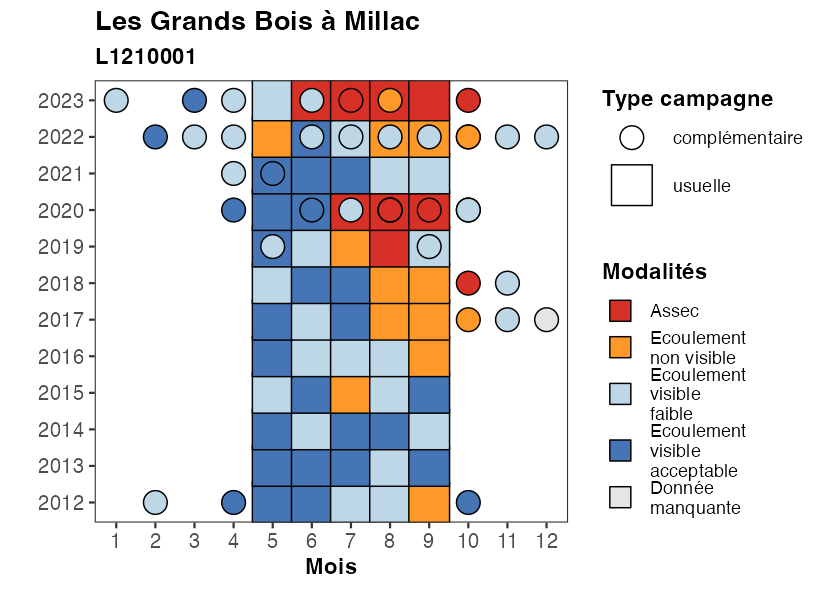 Les Grands Bois à Millac
L1210001
2023
2022
2021
2020
2019
2018
2017
2016
2015
2014
2013
2012
1 2 3 4 5 6 7 8 9 10 11 12
Mois
Type campagne
complémentaire
usuelle
Modalités
Assec
Ecoulement
non visible
Ecoulement
visible
faible
Ecoulement
visible
acceptable
Donnée
manquante